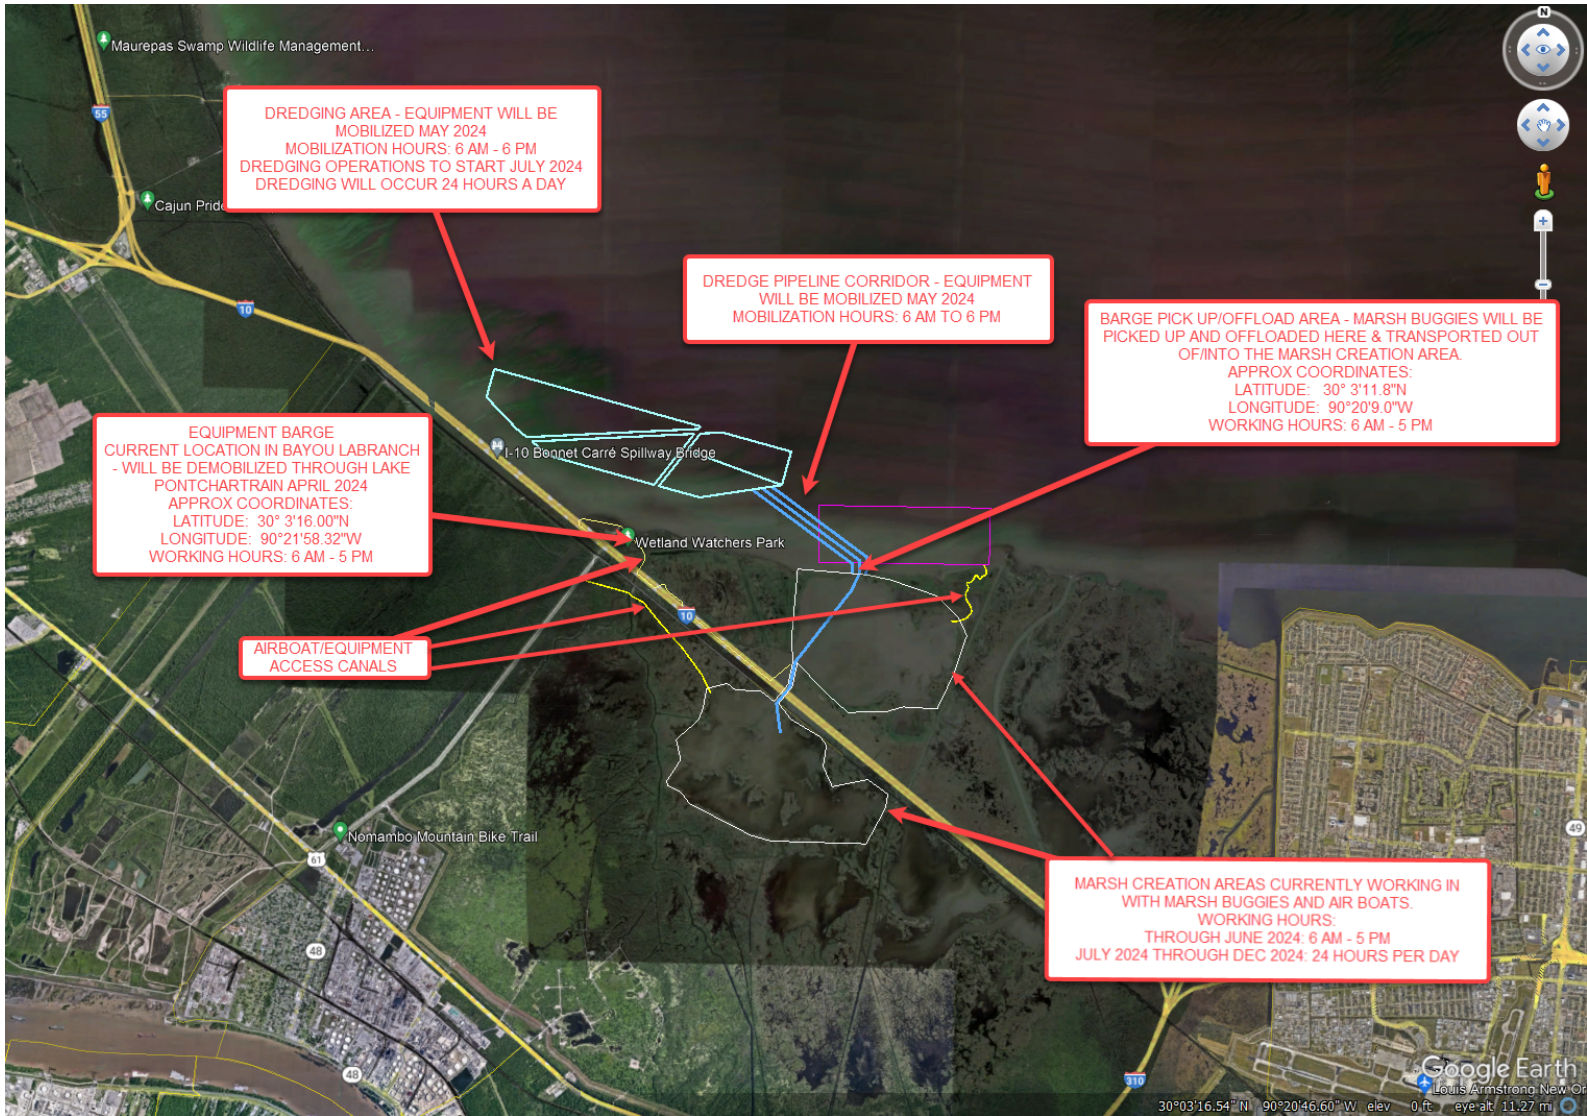 Maurepas Swamp Wildlife Management...
55
DREDGING AREA - EQUIPMENT WILL BE
MOBILIZED MAY 2024
MOBILIZATION HOURS: 6 AM - 6 PM
DREDGING OPERATIONS TO START JULY 2024
DREDGING WILL OCCUR 24 HOURS A DAY
N
Cajun Pride
10
DREDGE PIPELINE CORRIDOR - EQUIPMENT
WILL BE MOBILIZED MAY 2024
MOBILIZATION HOURS: 6 AM TO 6 PM
BARGE PICK UP/OFFLOAD AREA - MARSH BUGGIES WILL BE
PICKED UP AND OFFLOADED HERE & TRANSPORTED OUT
OF/INTO THE MARSH CREATION AREA.
APPROX COORDINATES:
LATITUDE:  30° 3'11.8"N
LONGITUDE:  90°20'9.0"W
WORKING HOURS: 6 AM - 5 PM
EQUIPMENT BARGE
CURRENT LOCATION IN BAYOU LABRANCH
- WILL BE DEMOBILIZED THROUGH LAKE
PONTCHARTRAIN APRIL 2024
APPROX COORDINATES:
LATITUDE:  30° 3'16.00"N
LONGITUDE:  90°21'58.32"W
WORKING HOURS: 6 AM - 5 PM
I-10 Bonnet Carré Spillway Bridge
Wetland Watchers Park
10
AIRBOAT/EQUIPMENT
ACCESS CANALS
Nomambo Mountain Bike Trail
61
49
MARSH CREATION AREAS CURRENTLY WORKING IN
WITH MARSH BUGGIES AND AIR BOATS.
WORKING HOURS:
THROUGH JUNE 2024: 6 AM - 5 PM
JULY 2024 THROUGH DEC 2024: 24 HOURS PER DAY
48
48
310
Google Earth
Louis Armstrong New Or
30°03'16.54" N  90°20'46.60" W  elev  0 ft  eye alt  11.27 mi